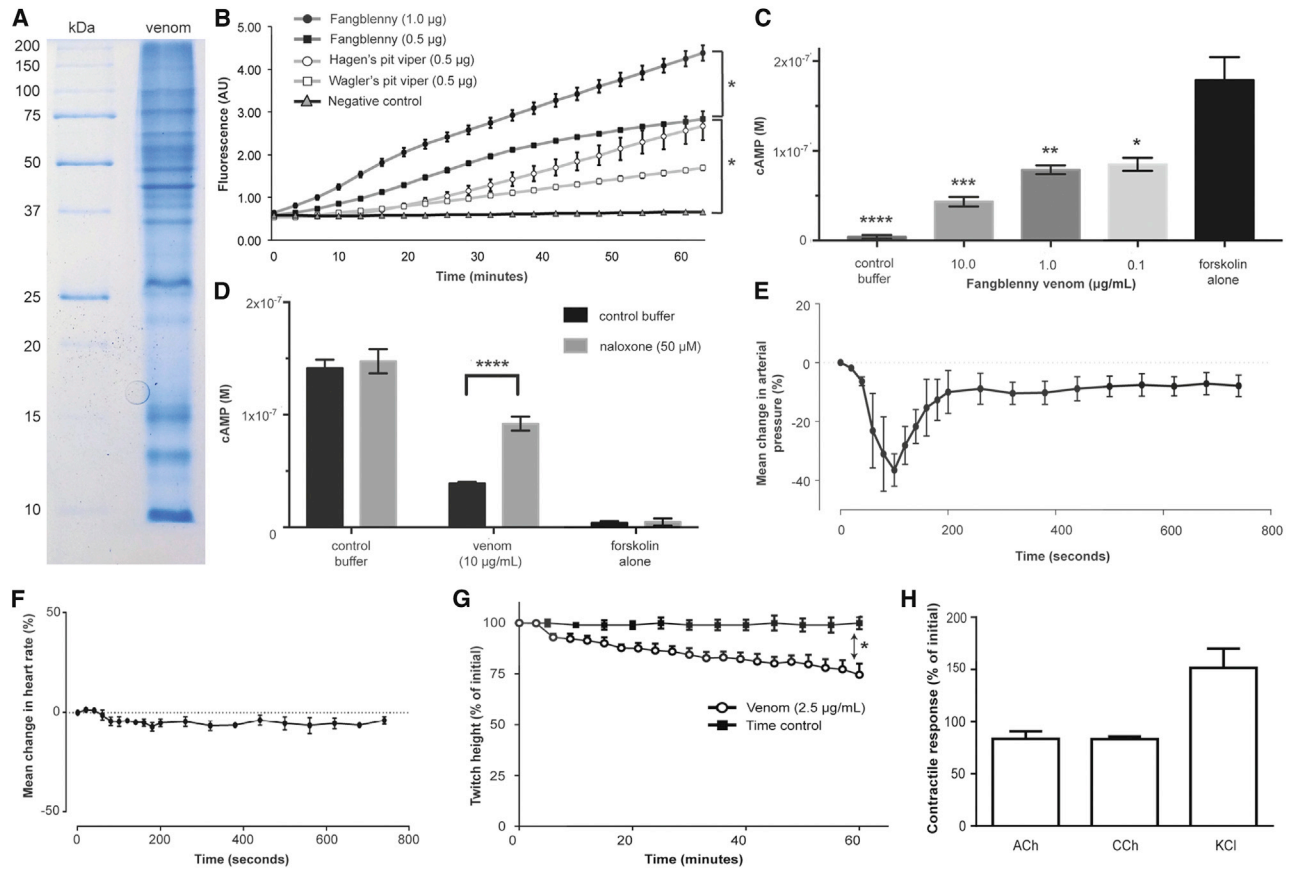 A
kDa venom
200
150
100
75
50
37
25
20
15
10
B
Fangblenny (1.0 µg)
Fangblenny (0.5 µg)
Hagen's pit viper (0.5 µg)
Wagler's pit viper (0.5 µg)
Negative control
5.00
4.00
3.00
2.00
1.00
0.00
Fluorescence (AU)
*
*
0 10 20 30 40 50 60
Time (minutes)
C
2x10⁻⁷
1x10⁻⁷
0
cAMP (M)
****
***
**
*
control buffer
10.0
1.0
0.1
forskolin alone
Fangblenny venom (µg/mL)
D
2x10⁻⁷
1x10⁻⁷
0
cAMP (M)
control buffer
naloxone (50 µM)
****
control buffer
venom (10 µg/mL)
forskolin alone
E
20
0
-20
-40
Mean change in arterial
pressure (%)
0 200 400 600 800
Time (seconds)
F
50
0
-50
Mean change in heart rate (%)
0 200 400 600 800
Time (seconds)
G
100
75
50
25
0
Twitch height (% of initial)
*
Venom (2.5 µg/mL)
Time control
0 20 40 60
Time (minutes)
H
200
150
100
50
0
Contractile response (% of initial)
ACh CCh KCl